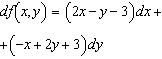 df(x,y) = (2x−y−3)dx+
+(−x+2y+3)dy